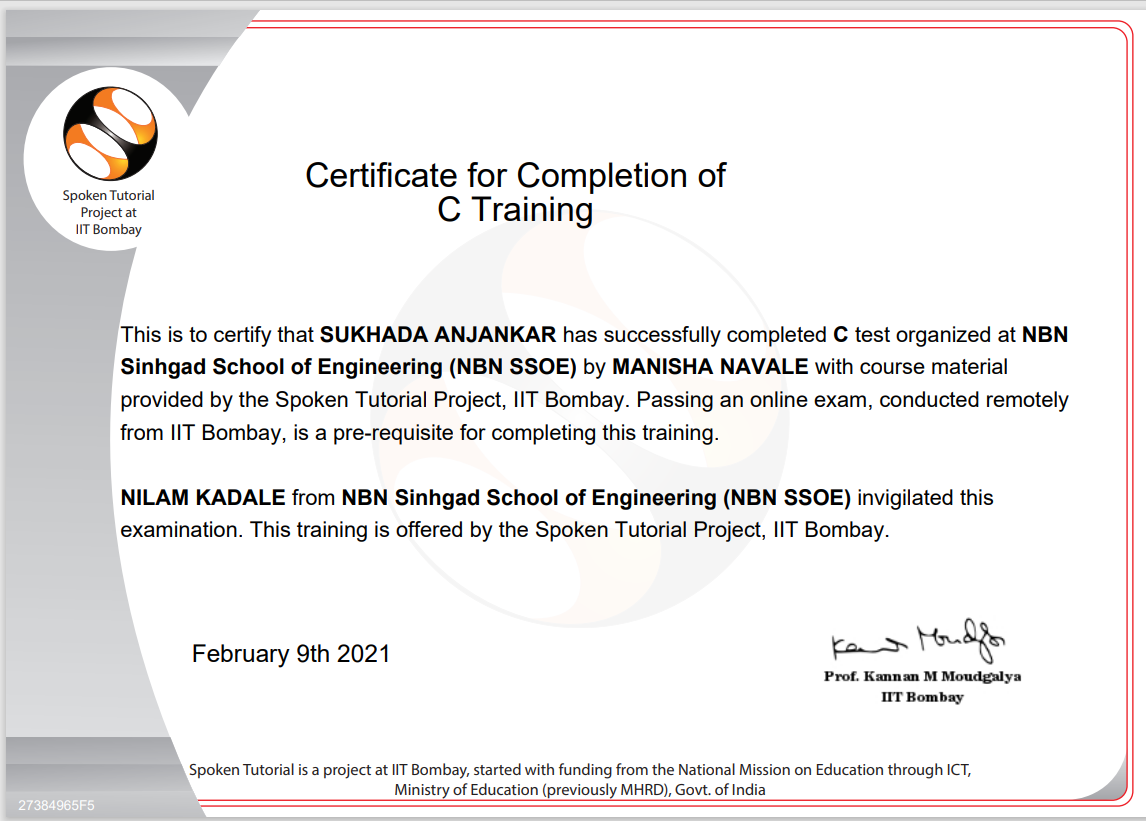 Spoken Tutorial
Project at
IIT Bombay
Certificate for Completion of
C Training
This is to certify that SUKHADA ANJANKAR has successfully completed C test organized at NBN
Sinhgad School of Engineering (NBN SSOE) by MANISHA NAVALE with course material
provided by the Spoken Tutorial Project, IIT Bombay. Passing an online exam, conducted remotely
from IIT Bombay, is a pre-requisite for completing this training.
NILAM KADALE from NBN Sinhgad School of Engineering (NBN SSOE) invigilated this
examination. This training is offered by the Spoken Tutorial Project, IIT Bombay.
February 9th 2021
Kannan Moudgalya
Prof. Kannan M Moudgalya
IIT Bombay
Spoken Tutorial is a project at IIT Bombay, started with funding from the National Mission on Education through ICT,
Ministry of Education (previously MHRD), Govt. of India
27384965F5